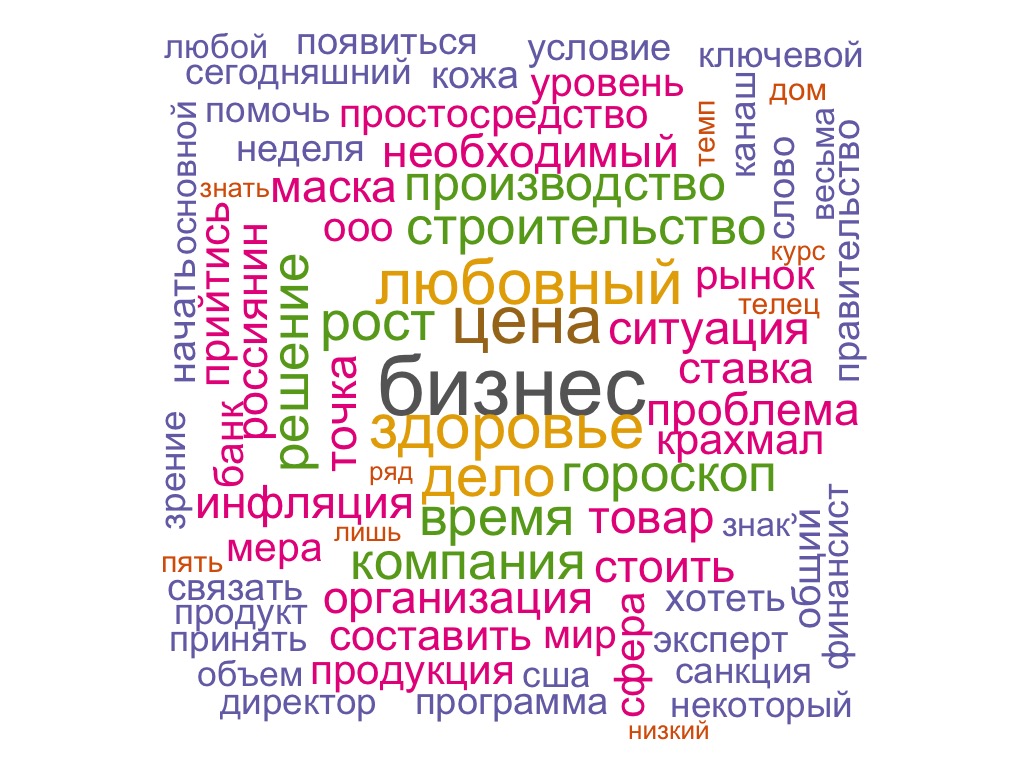 любой появиться условие ключевой
сегодняшний кожа уровень дом
помочь простосредство темп канаш
основной неделя необходимый слово весьма
знать маска производство
ооо строительство правительство
начать прийтись россиянин курс
любовный рынок
решение телец
рост цена ситуация
ставка
точка бизнес
проблема
банк здоровье крахмал
зрение ряд дело гороскоп
инфляция время товар знак
лишь
мера общий финансист
пять компания стоить
связать
организация хотеть
продукт
принять составить мир сфера эксперт
объем продукция сша санкция
директор программа некоторый
низкий